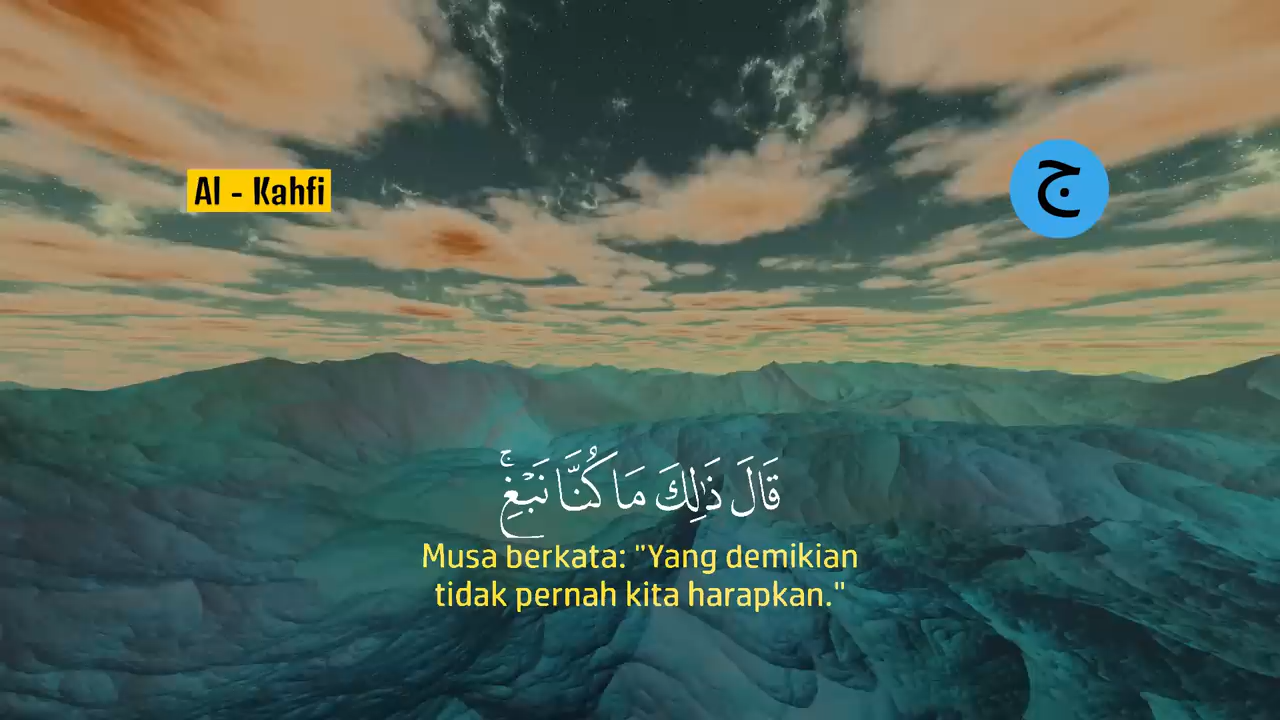 Al - Kahfi
ج
قَالَ ذَٰلِكَ مَا كُنَّا نَبْغِ ۚ
Musa berkata: "Yang demikian
tidak pernah kita harapkan."